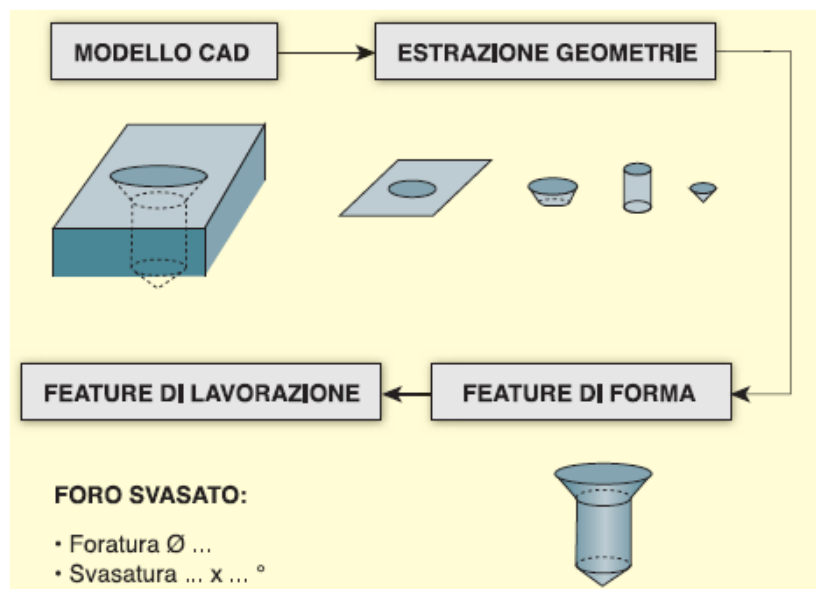 MODELLO CAD
ESTRAZIONE GEOMETRIE
FEATURE DI LAVORAZIONE
FEATURE DI FORMA
FORO SVASATO:
• Foratura Ø ...
• Svasatura ... x ... °